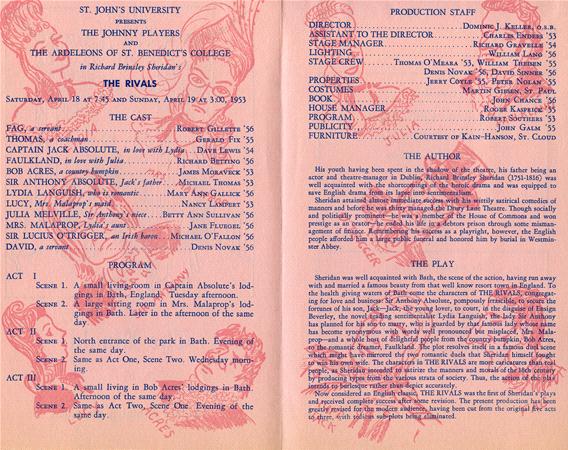 ST. JOHN'S UNIVERSITY
PRESENTS
THE JOHNNY PLAYERS
AND
THE ARDELEONS OF ST. BENEDICT'S COLLEGE
in Richard Brinsley Sheridan's
THE RIVALS
SATURDAY, APRIL 18 AT 7:45 AND SUNDAY, APRIL 19 AT 3:00, 1953
THE CAST
FAG, a servant ROBERT GILLETTE '56
THOMAS, a coachman GERALD FIX '53
CAPTAIN JACK ABSOLUTE, in love with Lydia DAVE LEWIS '54
FAULKLAND, in love with Julia RICHARD BETTING '56
BOB ACRES, a country bumpkin JAMES MORAVECK '53
SIR ANTHONY ABSOLUTE, Jack's father MICHAEL THOMAS '53
LYDIA LANGUISH, who is romantic MARY ANN GALLICK '56
LUCY, Mrs. Malaprop's maid NANCY LAMPERT '53
JULIA MELVILLE, Sir Anthony's niece BETTY ANN SULLIVAN '56
MRS. MALAPROP, Lydia's aunt JANE FLUEGEL '56
SIR LUCIUS O'TRIGGER, an Irish baron MICHAEL O'FALLON '56
DAVID, a servant DENIS NOVAK '56
PROGRAM
ACT I
SCENE 1. A small living-room in Captain Absolute's lod-
gings in Bath, England. Tuesday afternoon.
SCENE 2. A large sitting room in Mrs. Malaprop's lod-
gings in Bath. Later in the afternoon of the
same day.
ACT II
SCENE 1. North entrance of the park in Bath. Evening of
the same day.
SCENE 2. Same as Act One, Scene Two. Wednesday morn-
ing.
ACT III
SCENE 1. A small living in Bob Acres' lodgings in Bath.
Afternoon of the same day.
SCENE 2. Same as Act Two, Scene One. Evening of the
same day.
ACRES
PRODUCTION STAFF
DIRECTOR DOMINIC J. KELLER, O.S.B.
ASSISTANT TO THE DIRECTOR CHARLES ENDERS '53
STAGE MANAGER RICHARD GRAVELLE '54
LIGHTING WILLIAM LANG '56
STAGE CREW THOMAS O'MEARA '53, WILLIAM THEISEN '55
DENIS NOVAK '56, DAVID SINNER '56
PROPERTIES JERRY COYLE '53, PETER NOLAN '55
COSTUMES MARTIN GIESEN, ST. PAUL
BOOK JOHN CHANCE '56
HOUSE MANAGER ROGER KASPRICK '55
PROGRAM ROBERT SOUTHERS '53
PUBLICITY JOHN GALM '55
FURNITURE COURTESY OF KAIN-HANSON, ST. CLOUD
THE AUTHOR
His youth having been spent in the shadow of the theatre, his father being an
actor and theatre-manager in Dublin, Richard Brinsley Sheridan (1751-1816) was
well acquainted with the shortcomings of the heroic drama and was equipped to
save English drama from its lapse into sentimentalism.
Sheridan attained almost immediate success with his wittily satirical comedies of
manners and before he was thirty managed the Drury Lane Theatre. Though socially
and politically prominent—he was a member of the House of Commons and won
prestige as an orator—he ended his life in a debtors prison through some misman-
agement of finance. Remembering his success as a playright, however, the English
people afforded him a large public funeral and honored him by burial in Westmin-
ster Abbey.
THE PLAY
Sheridan was well acquainted with Bath, the scene of the action, having run away
with and married a famous beauty from that well know resort town in England. To
the health giving waters of Bath come the characters of THE RIVALS, congregat-
ing for love and business: Sir Anthony Absolute, pompously irascible, to secure the
fortunes of his son, Jack—Jack, the young lover, to court, in the disguise of Ensign
Beverley, the novel reading sentimentalist Lydia Languish, the lady Sir Anthony
has planned for his son to marry, who is guarded by that famous lady whose name
has become synonymous with words well pronounced but misplaced, Mrs. Mala-
prop—and a whole host of delightful people from the country bumpkin, Bob Acres,
to the romantic dreamer, Faulkland. The plot resolves itself in a famous duel scene
which might have mirrored the two romantic duels that Sheridan himself fought
to win his own wife. The characters in THE RIVALS are more caricatures than real
people, as Sheridan intended to satirize the manners and morals of the 18th century
by producing types from the various strata of society. Thus, the action of the play
intends to burlesque rather than depict accurately.
Now considered an English classic, THE RIVALS was the first of Sheridan's plays
and received complete success after some revision. The present production has been
greatly revised for the modern audience, having been cut from the original five acts
to three, with tedious sub-plots being eliminated.